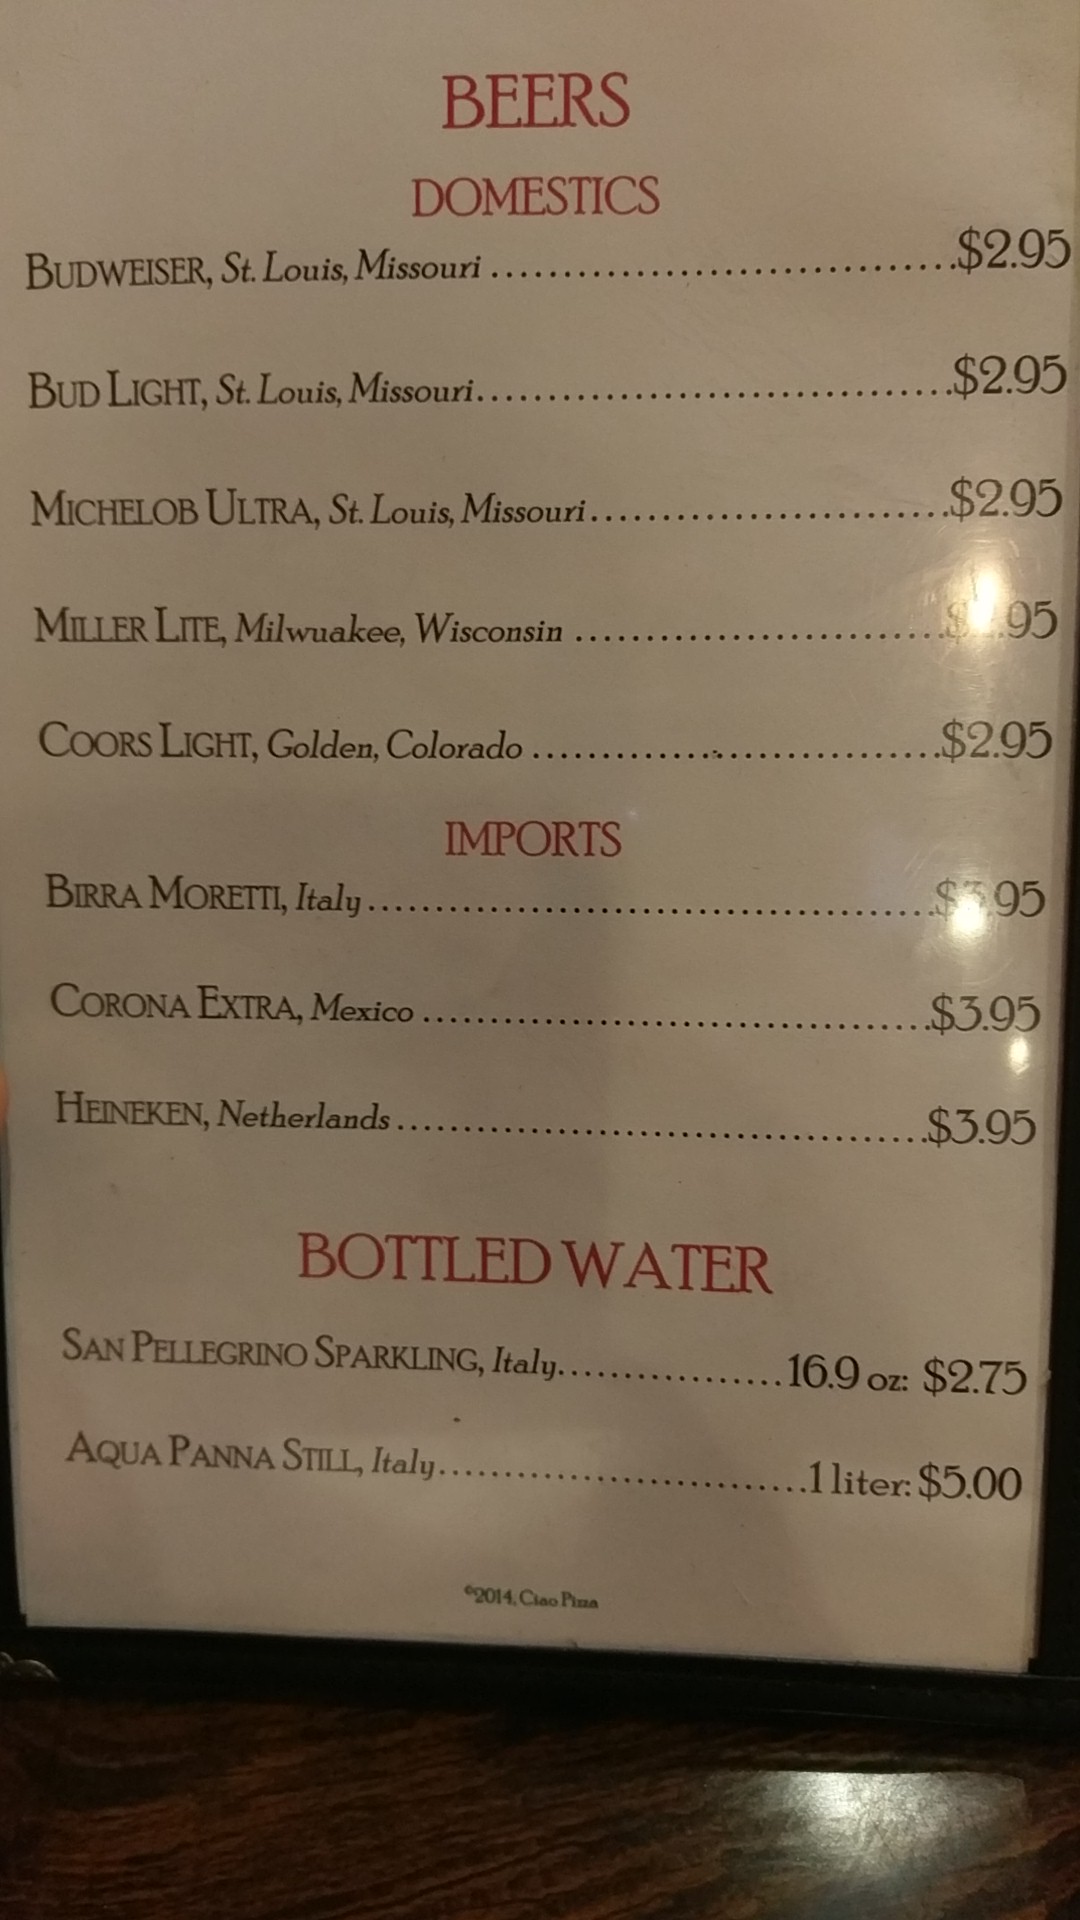 BEERS
DOMESTICS
BUDWEISER, St. Louis, Missouri ................................$2.95
BUD LIGHT, St. Louis, Missouri.................................$2.95
MICHELOB ULTRA, St. Louis, Missouri.........................$2.95
MILLER LITE, Milwuakee, Wisconsin ..........................
COORS LIGHT, Golden, Colorado .............................$2.95
IMPORTS
BIRRA MORETTI, Italy ........................................$3.95
CORONA EXTRA, Mexico .....................................$3.95
HEINEKEN, Netherlands .......................................$3.95
BOTTLED WATER
SAN PELLEGRINO SPARKLING, Italy.................16.9 oz: $2.75
AQUA PANNA STILL, Italy............................1 liter: $5.00
©2014, Ciao Pizza